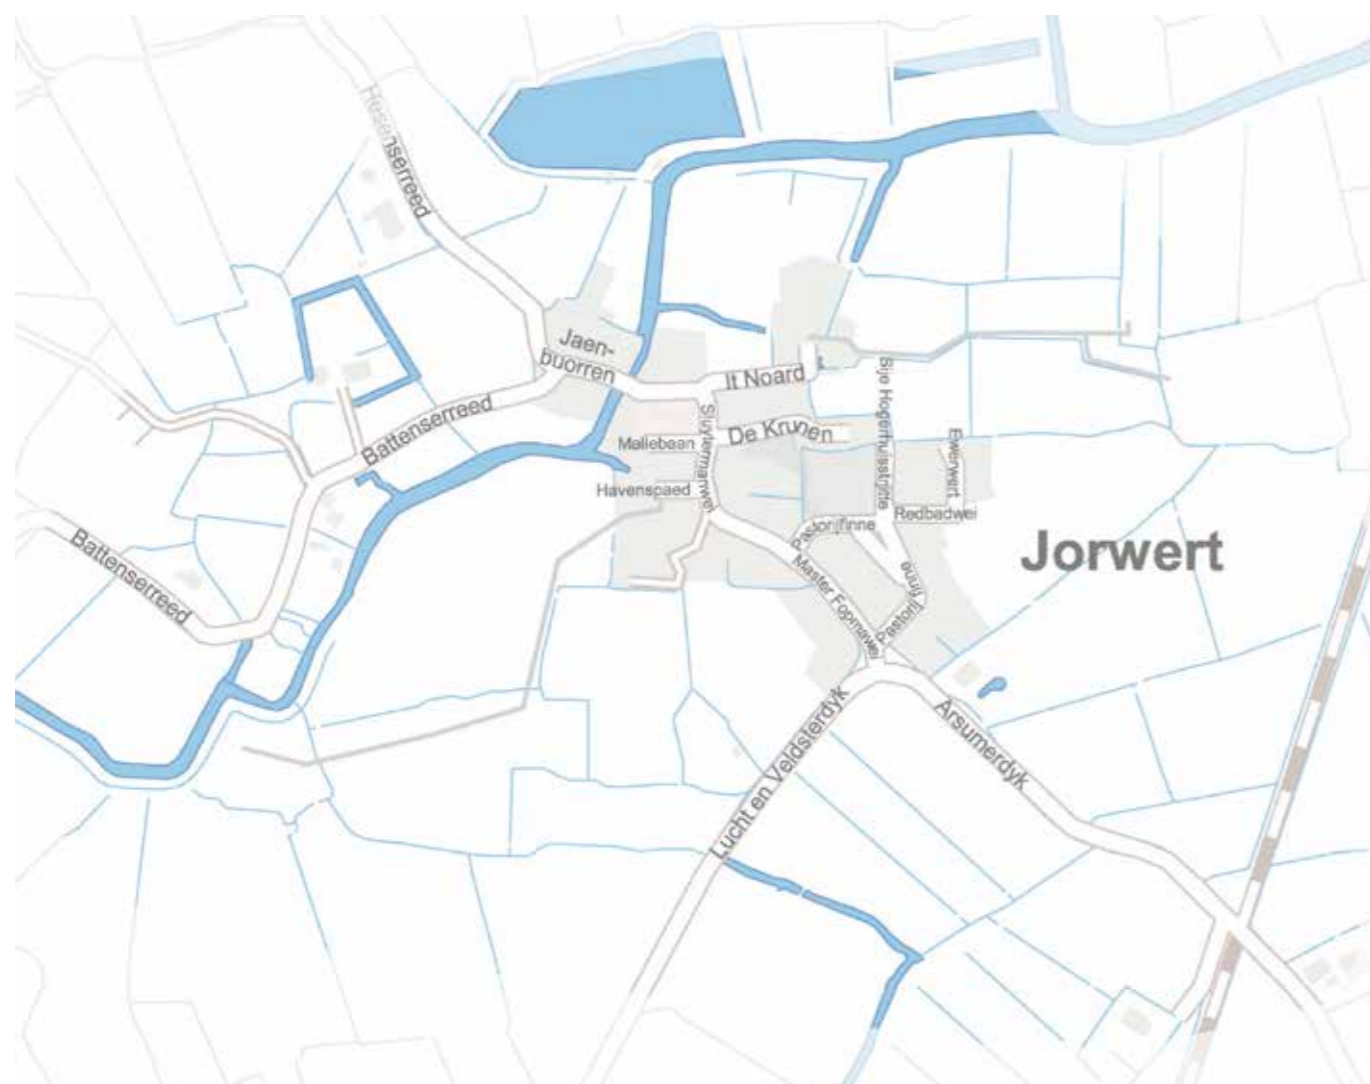 Hesenserreed
Jaen-
buorren
It Noard
Sluytermanwei
De Krunen
Mallebaan
Battenserreed
Havenspaed
Sije Hogerhuisstrjitte
Ewerwert
Redbadwei
Pastorijfinne
Jorwert
Battenserreed
Master Fopmawei
Pastorijfinne
Arsumerdyk
Lucht en Veldsterdyk